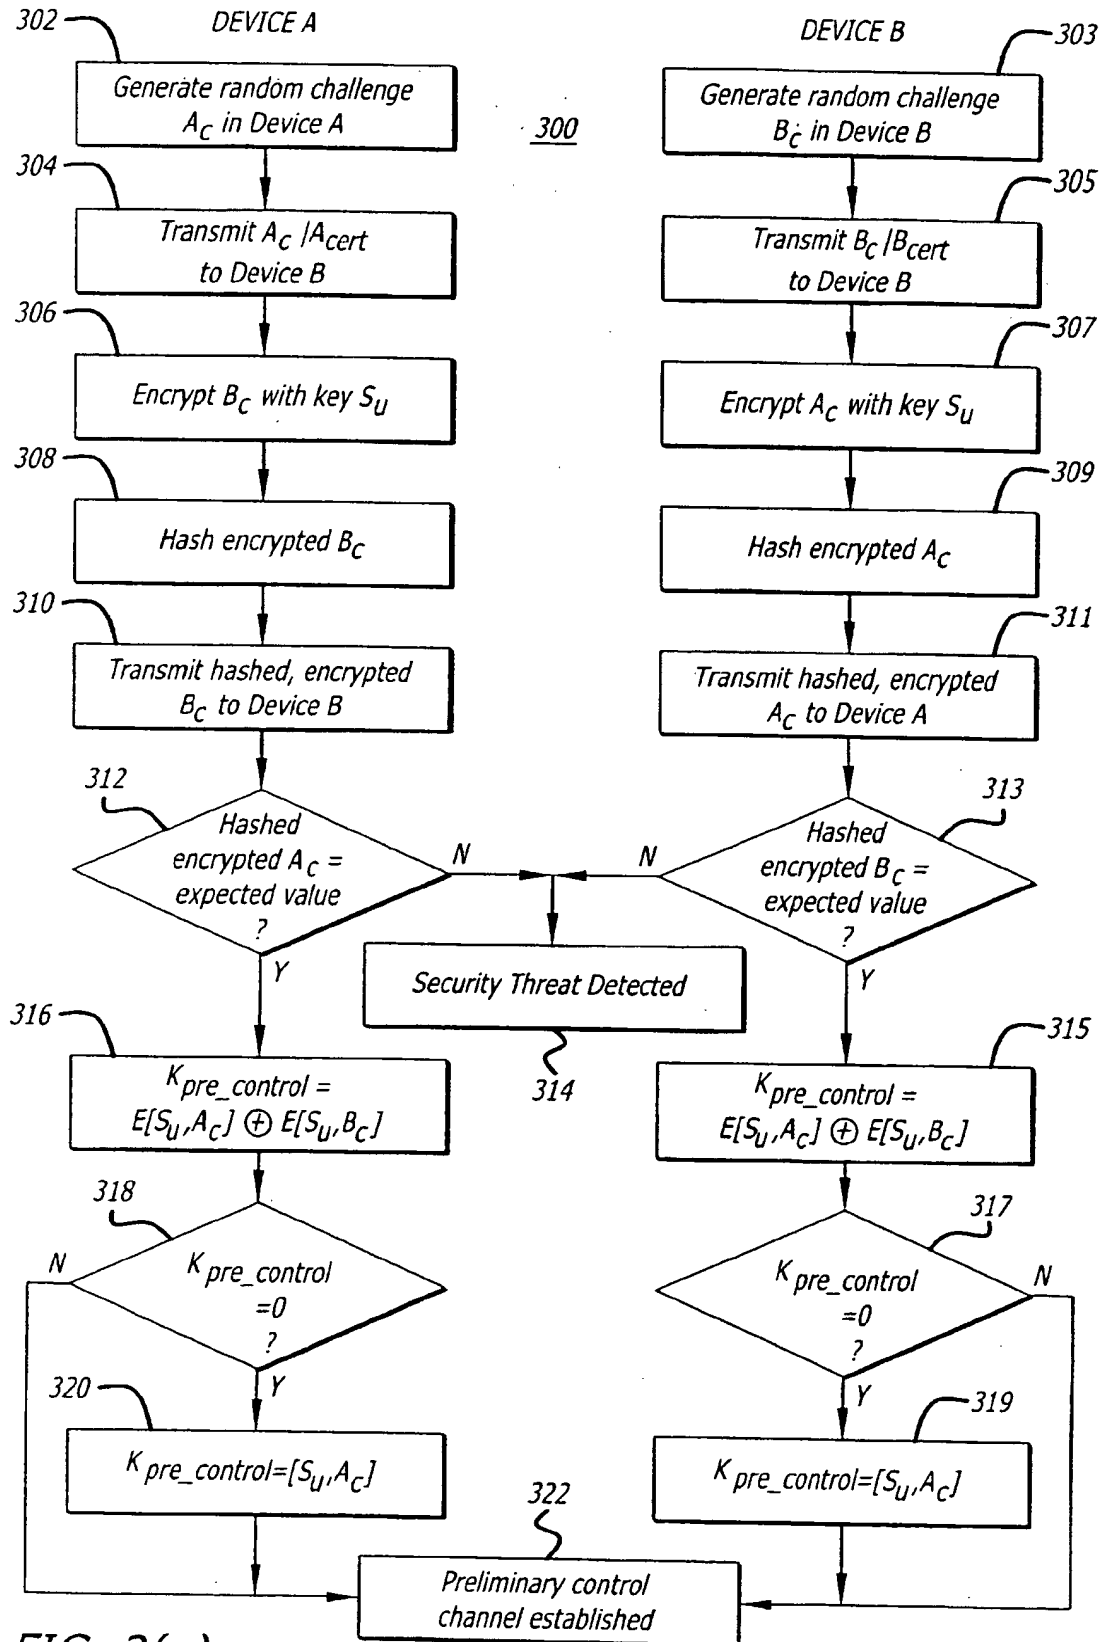 302
DEVICE A
DEVICE B
303
Generate random challenge
A_C in Device A
300
Generate random challenge
B_C in Device B
304
305
Transmit A_C /A_cert
to Device B
Transmit B_C /B_cert
to Device B
306
307
Encrypt B_C with key S_U
Encrypt A_C with key S_U
308
309
Hash encrypted B_C
Hash encrypted A_C
310
311
Transmit hashed, encrypted
B_C to Device B
Transmit hashed, encrypted
A_C to Device A
312
313
Hashed
encrypted A_C =
expected value
?
N
N
Hashed
encrypted B_C =
expected value
?
Y
Security Threat Detected
Y
314
316
315
K_pre_control =
E[S_U,A_C] ⊕ E[S_U,B_C]
K_pre_control =
E[S_U,A_C] ⊕ E[S_U,B_C]
318
317
N
K_pre_control
=0
?
K_pre_control
=0
?
N
Y
Y
320
319
K_pre_control=[S_U,A_C]
K_pre_control=[S_U,A_C]
322
Preliminary control
channel established